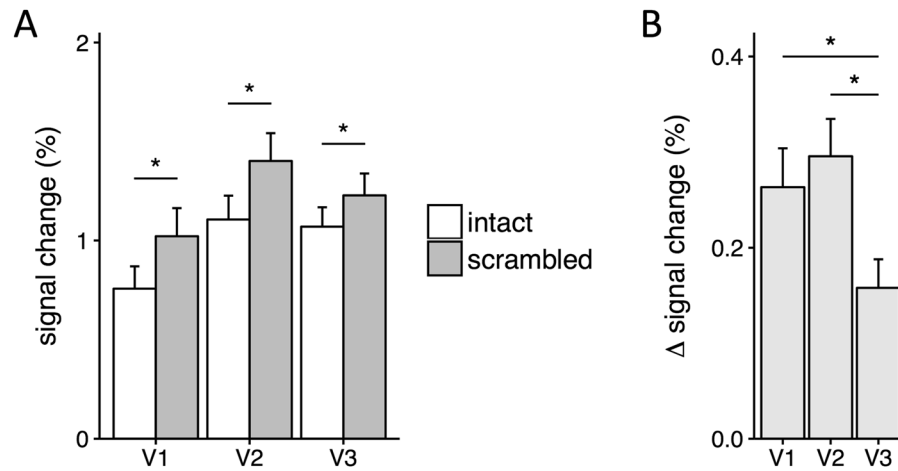 A
signal change (%)
2
1
0
*
*
*
V1
V2
V3
intact
scrambled
B
Δ signal change (%)
0.4
0.2
0.0
*
*
V1
V2
V3